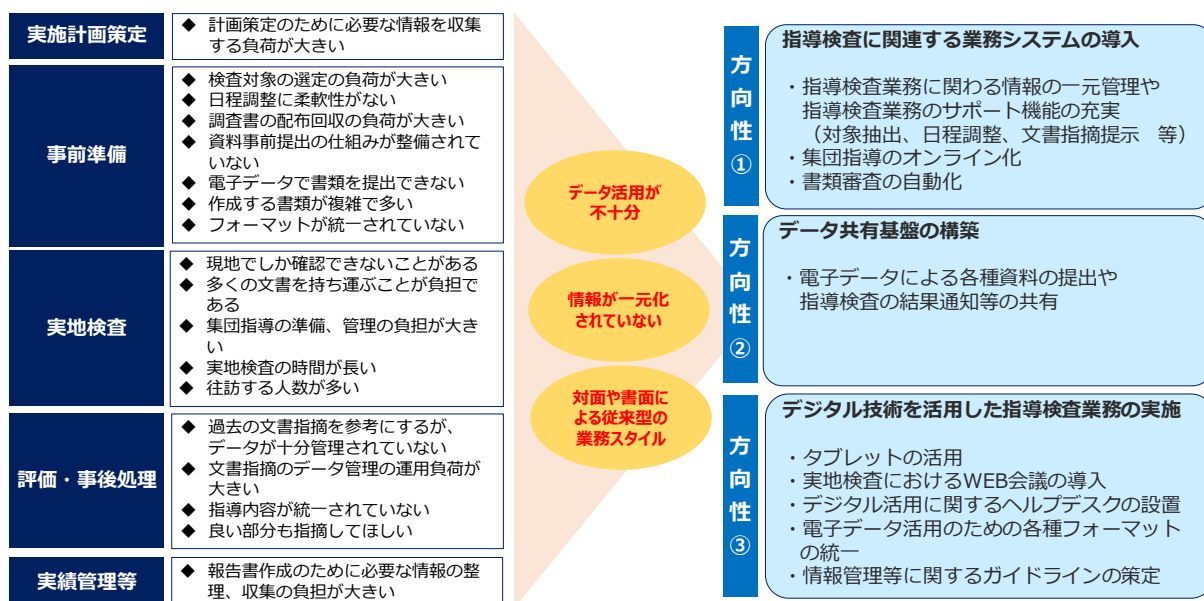 実施計画策定
◆ 計画策定のために必要な情報を収集
する負荷が大きい
事前準備
◆ 検査対象の選定の負荷が大きい
◆ 日程調整に柔軟性がない
◆ 調査書の配布回収の負荷が大きい
◆ 資料事前提出の仕組みが整備されて
いない
◆ 電子データで書類を提出できない
◆ 作成する書類が複雑で多い
◆ フォーマットが統一されていない
実地検査
◆ 現地でしか確認できないことがある
◆ 多くの文書を持ち運ぶことが負担で
ある
◆ 集団指導の準備、管理の負担が大き
い
◆ 実地検査の時間が長い
◆ 往訪する人数が多い
評価・事後処理
◆ 過去の文書指摘を参考にするが、
データが十分管理されていない
◆ 文書指摘のデータ管理の運用負荷が
大きい
◆ 指導内容が統一されていない
◆ 良い部分も指摘してほしい
実績管理等
◆ 報告書作成のために必要な情報の整
理、収集の負担が大きい
データ活用が
不十分
情報が一元化
されていない
対面や書面に
よる従来型の
業務スタイル
方向性①
指導検査に関連する業務システムの導入
・指導検査業務に関わる情報の一元管理や
指導検査業務のサポート機能の充実
（対象抽出、日程調整、文書指摘提示　等）
・集団指導のオンライン化
・書類審査の自動化
方向性②
データ共有基盤の構築
・電子データによる各種資料の提出や
指導検査の結果通知等の共有
方向性③
デジタル技術を活用した指導検査業務の実施
・タブレットの活用
・実地検査におけるWEB会議の導入
・デジタル活用に関するヘルプデスクの設置
・電子データ活用のための各種フォーマット
の統一
・情報管理等に関するガイドラインの策定